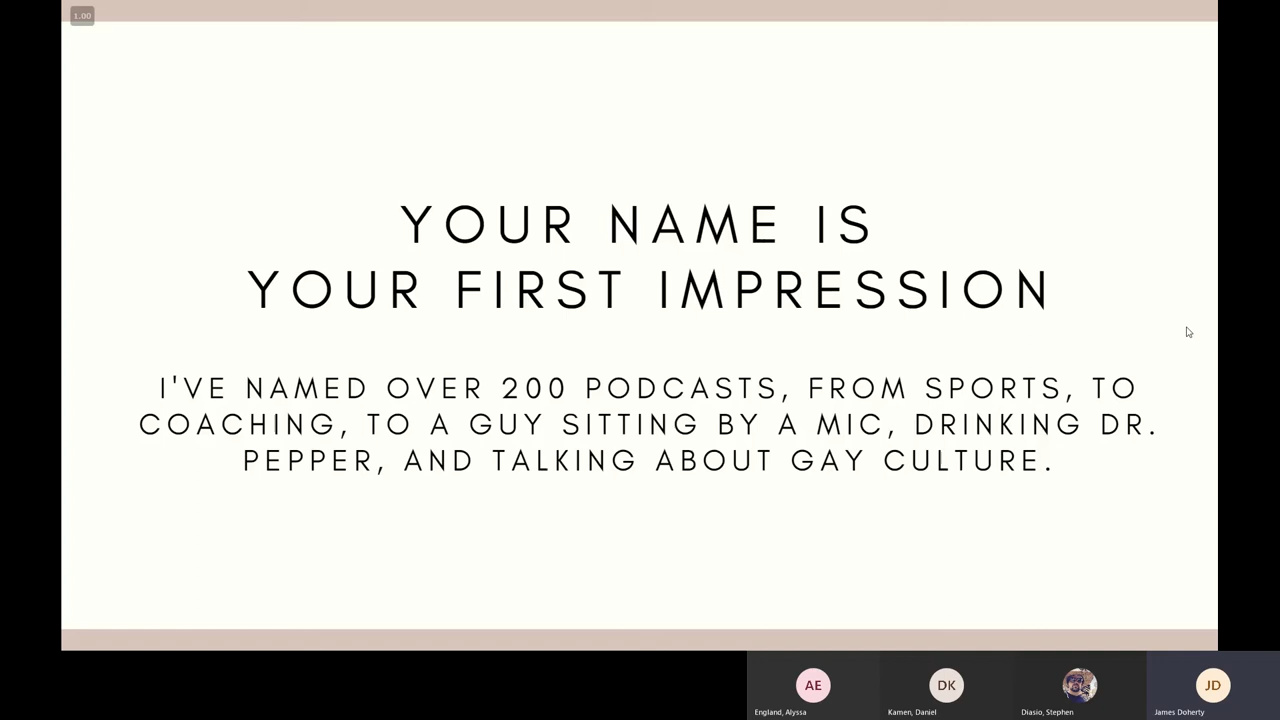 1.00
YOUR NAME IS
YOUR FIRST IMPRESSION
I'VE NAMED OVER 200 PODCASTS, FROM SPORTS, TO
COACHING, TO A GUY SITTING BY A MIC, DRINKING DR.
PEPPER, AND TALKING ABOUT GAY CULTURE.
AE
DK
JD
England, Alyssa
Kamen, Daniel
Diasio, Stephen
James Doherty